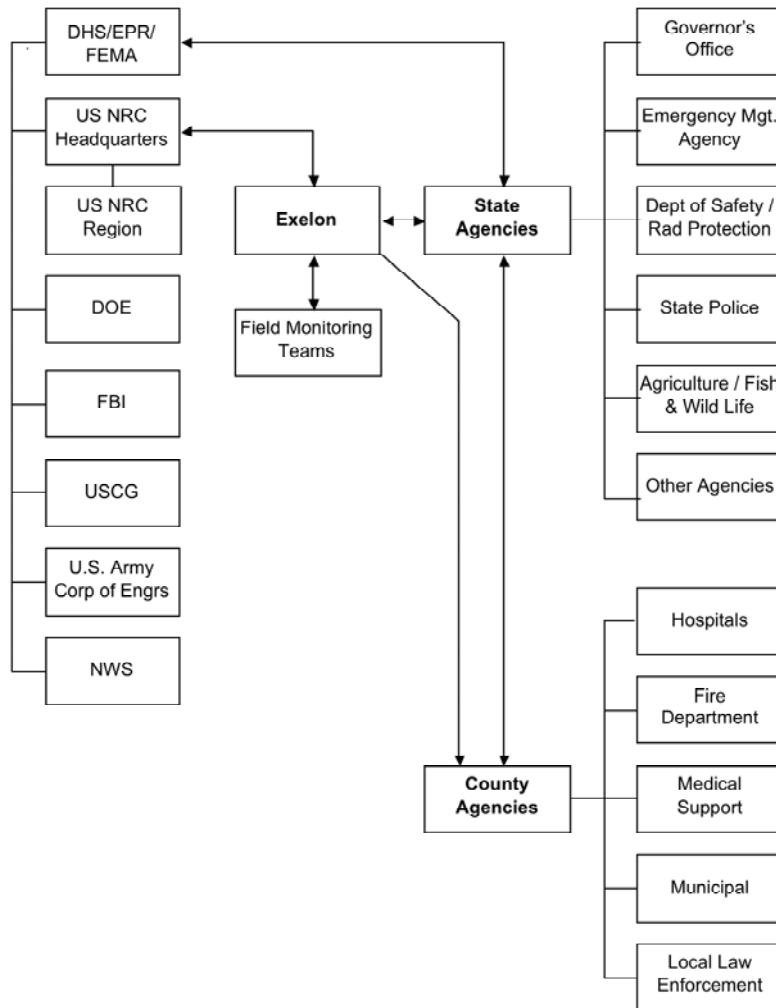 DHS/EPR/
FEMA
US NRC
Headquarters
US NRC
Region
DOE
FBI
USCG
U.S. Army
Corp of Engrs
NWS
Exelon
Field Monitoring
Teams
State
Agencies
County
Agencies
Governor's
Office
Emergency Mgt.
Agency
Dept of Safety /
Rad Protection
State Police
Agriculture / Fish
& Wild Life
Other Agencies
Hospitals
Fire
Department
Medical
Support
Municipal
Local Law
Enforcement